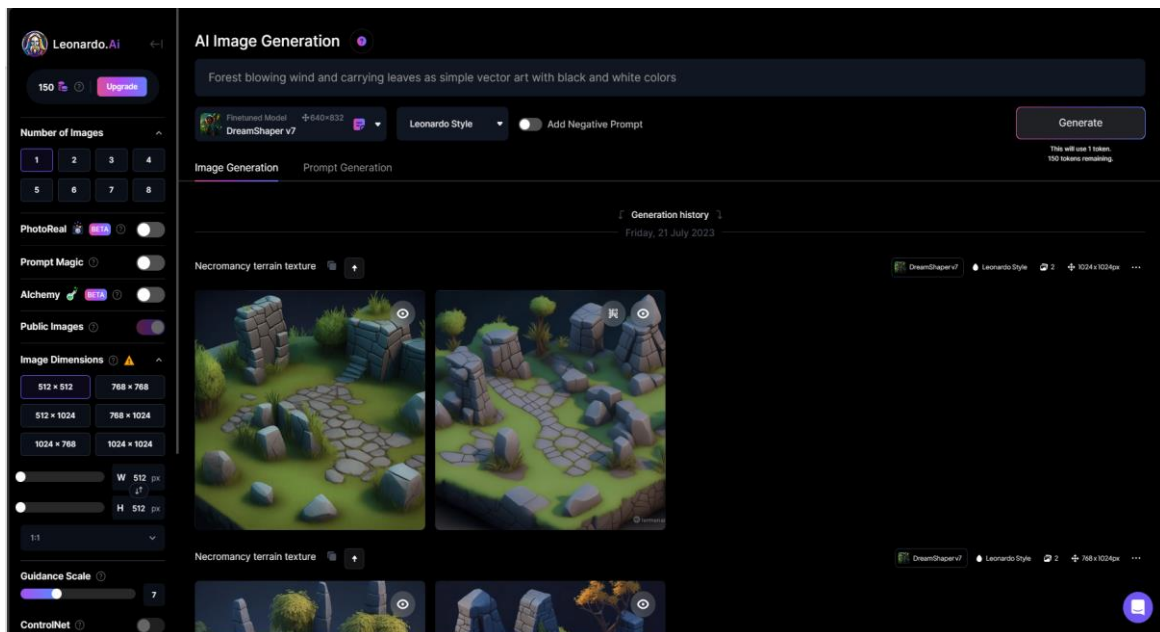 Leonardo.Ai
150
Upgrade
Number of Images
1 2 3 4
5 6 7 8
PhotoReal BETA
Prompt Magic
Alchemy BETA
Public Images
Image Dimensions
512 × 512 768 × 768
512 × 1024 768 × 1024
1024 × 768 1024 × 1024
W 512 px
H 512 px
1:1
Guidance Scale
7
ControlNet
AI Image Generation
Forest blowing wind and carrying leaves as simple vector art with black and white colors
Finetuned Model 640×832
DreamShaper v7
Leonardo Style
Add Negative Prompt
Generate
This will use 1 token.
150 tokens remaining.
Image Generation Prompt Generation
Generation history
Friday, 21 July 2023
Necromancy terrain texture
DreamShaper v7 Leonardo Style 2 1024x1024px
Necromancy terrain texture
DreamShaper v7 Leonardo Style 2 768x1024px